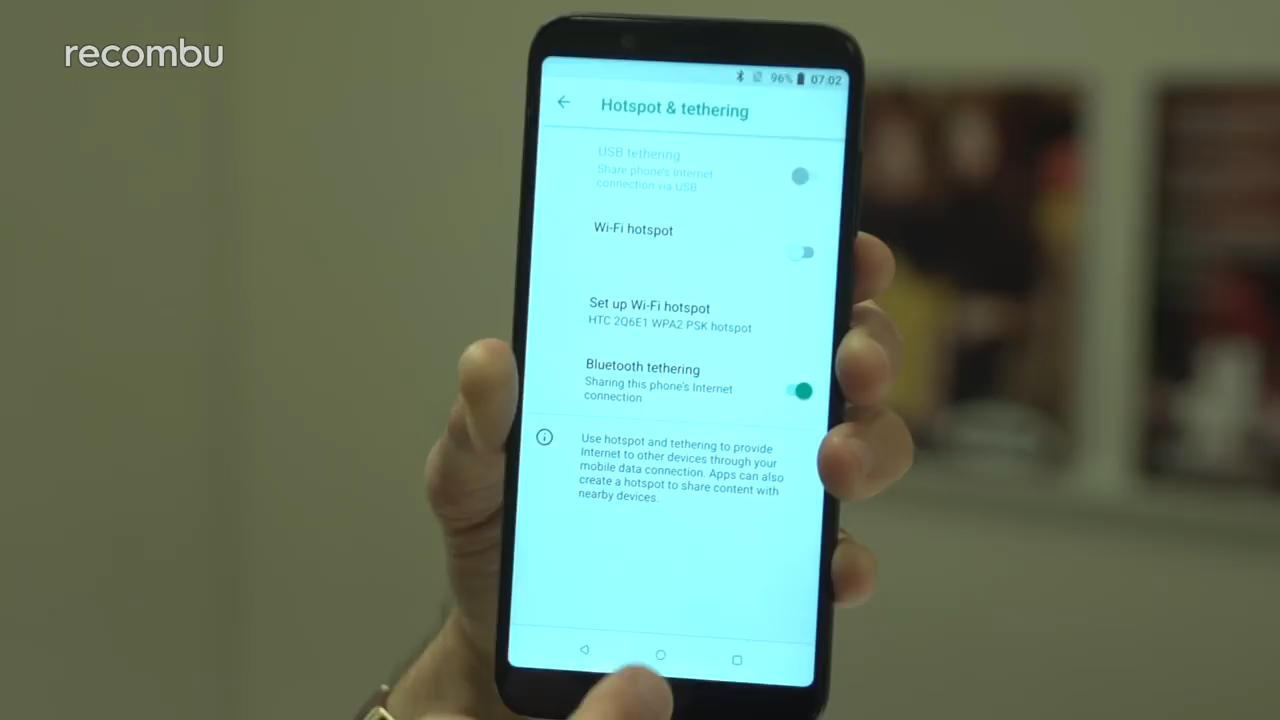 recombu
96% 07:02
Hotspot & tethering
USB tethering
Share phone's Internet
connection via USB
Wi-Fi hotspot
Set up Wi-Fi hotspot
HTC 2Q6E1 WPA2 PSK hotspot
Bluetooth tethering
Sharing this phone's Internet
connection
Use hotspot and tethering to provide
Internet to other devices through your
mobile data connection. Apps can also
create a hotspot to share content with
nearby devices.